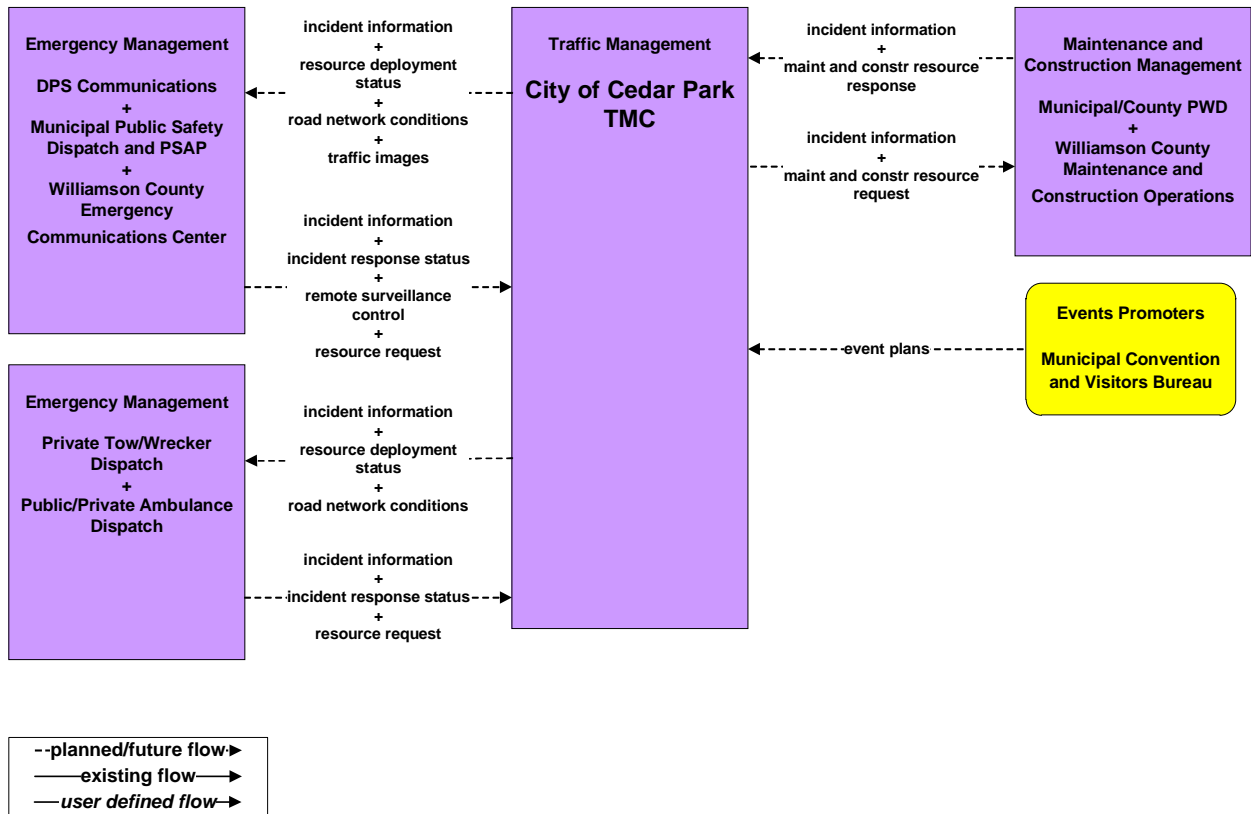 Emergency Management
DPS Communications
+
Municipal Public Safety
Dispatch and PSAP
+
Williamson County
Emergency
Communications Center
incident information
+
resource deployment
status
+
road network conditions
+
traffic images
incident information
+
incident response status
+
remote surveillance
control
+
resource request
Traffic Management
City of Cedar Park
TMC
incident information
+
maint and constr resource
response
incident information
+
maint and constr resource
request
Maintenance and
Construction Management
Municipal/County PWD
+
Williamson County
Maintenance and
Construction Operations
event plans
Events Promoters
Municipal Convention
and Visitors Bureau
Emergency Management
Private Tow/Wrecker
Dispatch
+
Public/Private Ambulance
Dispatch
incident information
+
resource deployment
status
+
road network conditions
incident information
+
incident response status
+
resource request
planned/future flow
existing flow
user defined flow